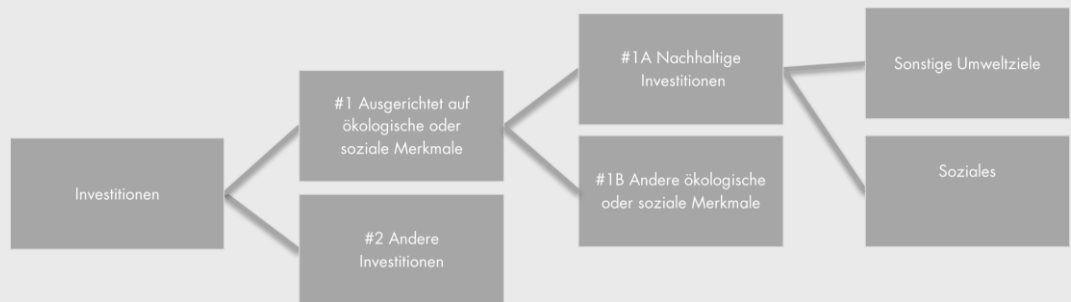 Investitionen
#1 Ausgerichtet auf
ökologische oder
soziale Merkmale
#2 Andere
Investitionen
#1A Nachhaltige
Investitionen
#1B Andere ökologische
oder soziale Merkmale
Sonstige Umweltziele
Soziales